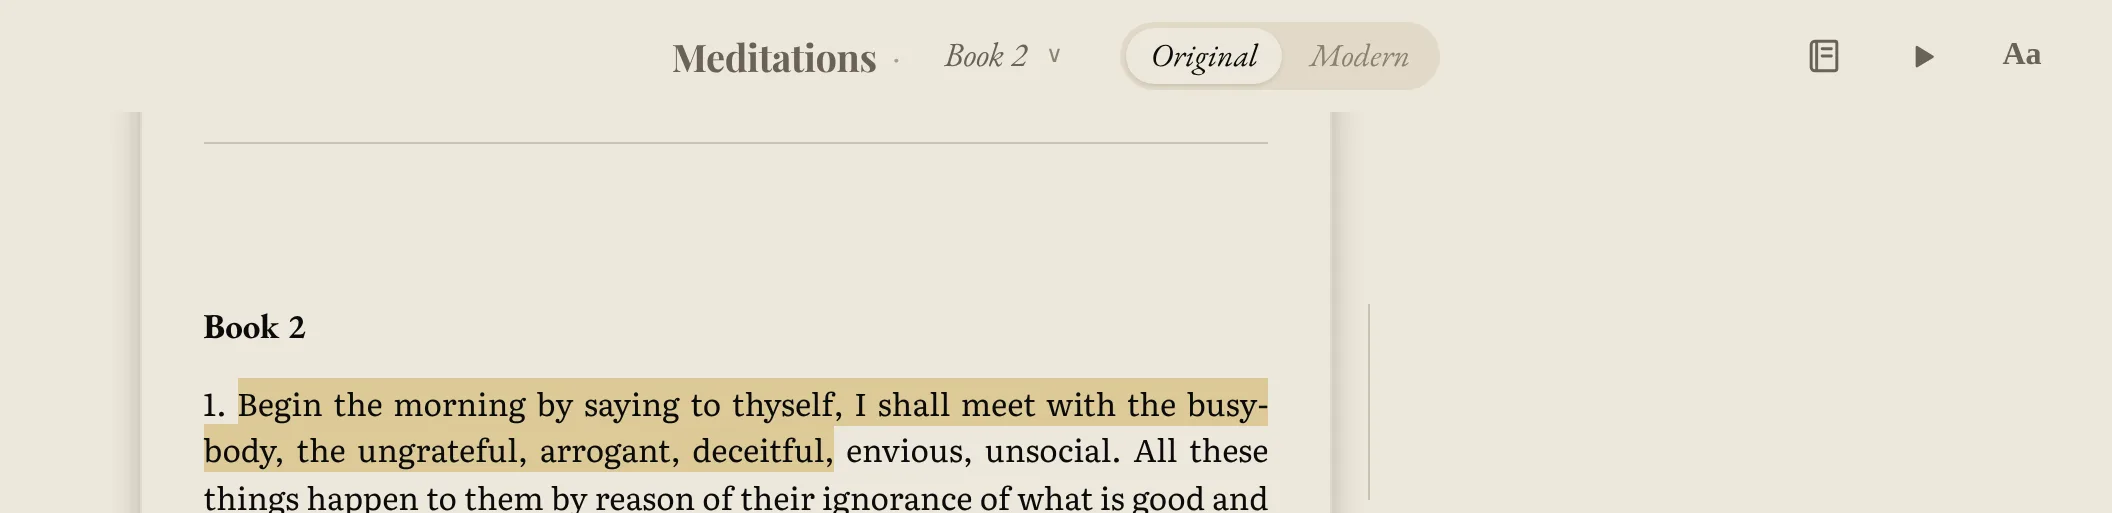 Meditations · Book 2 ∨ Original Modern Aa
Book 2
1. Begin the morning by saying to thyself, I shall meet with the busy-
body, the ungrateful, arrogant, deceitful, envious, unsocial. All these
things happen to them by reason of their ignorance of what is good and